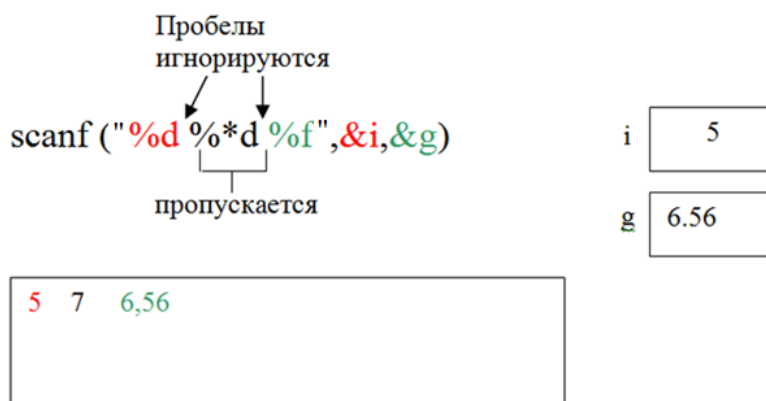 Пробелы
игнорируются
scanf ("%d %*d %f",&i,&g)
пропускается
i 5
g 6.56
5 7 6,56